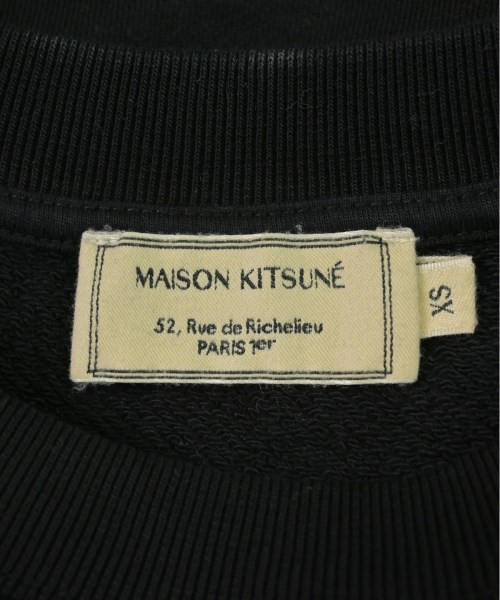 MAISON KITSUNÉ
52, Rue de Richelieu
PARIS 1er
XS